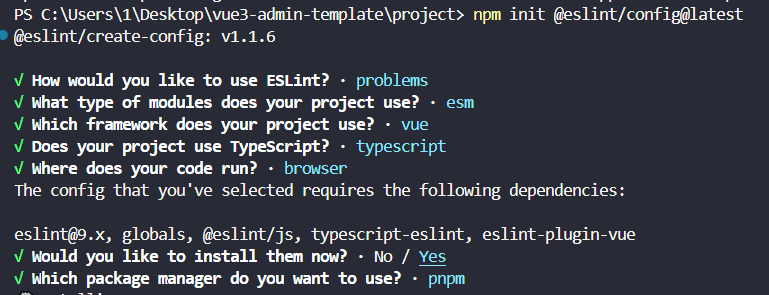 PS C:\Users\1\Desktop\vue3-admin-template\project> npm init @eslint/config@latest
@eslint/create-config: v1.1.6
√ How would you like to use ESLint? · problems
√ What type of modules does your project use? · esm
√ Which framework does your project use? · vue
√ Does your project use TypeScript? · typescript
√ Where does your code run? · browser
The config that you've selected requires the following dependencies:
eslint@9.x, globals, @eslint/js, typescript-eslint, eslint-plugin-vue
√ Would you like to install them now? · No / Yes
√ Which package manager do you want to use? · pnpm